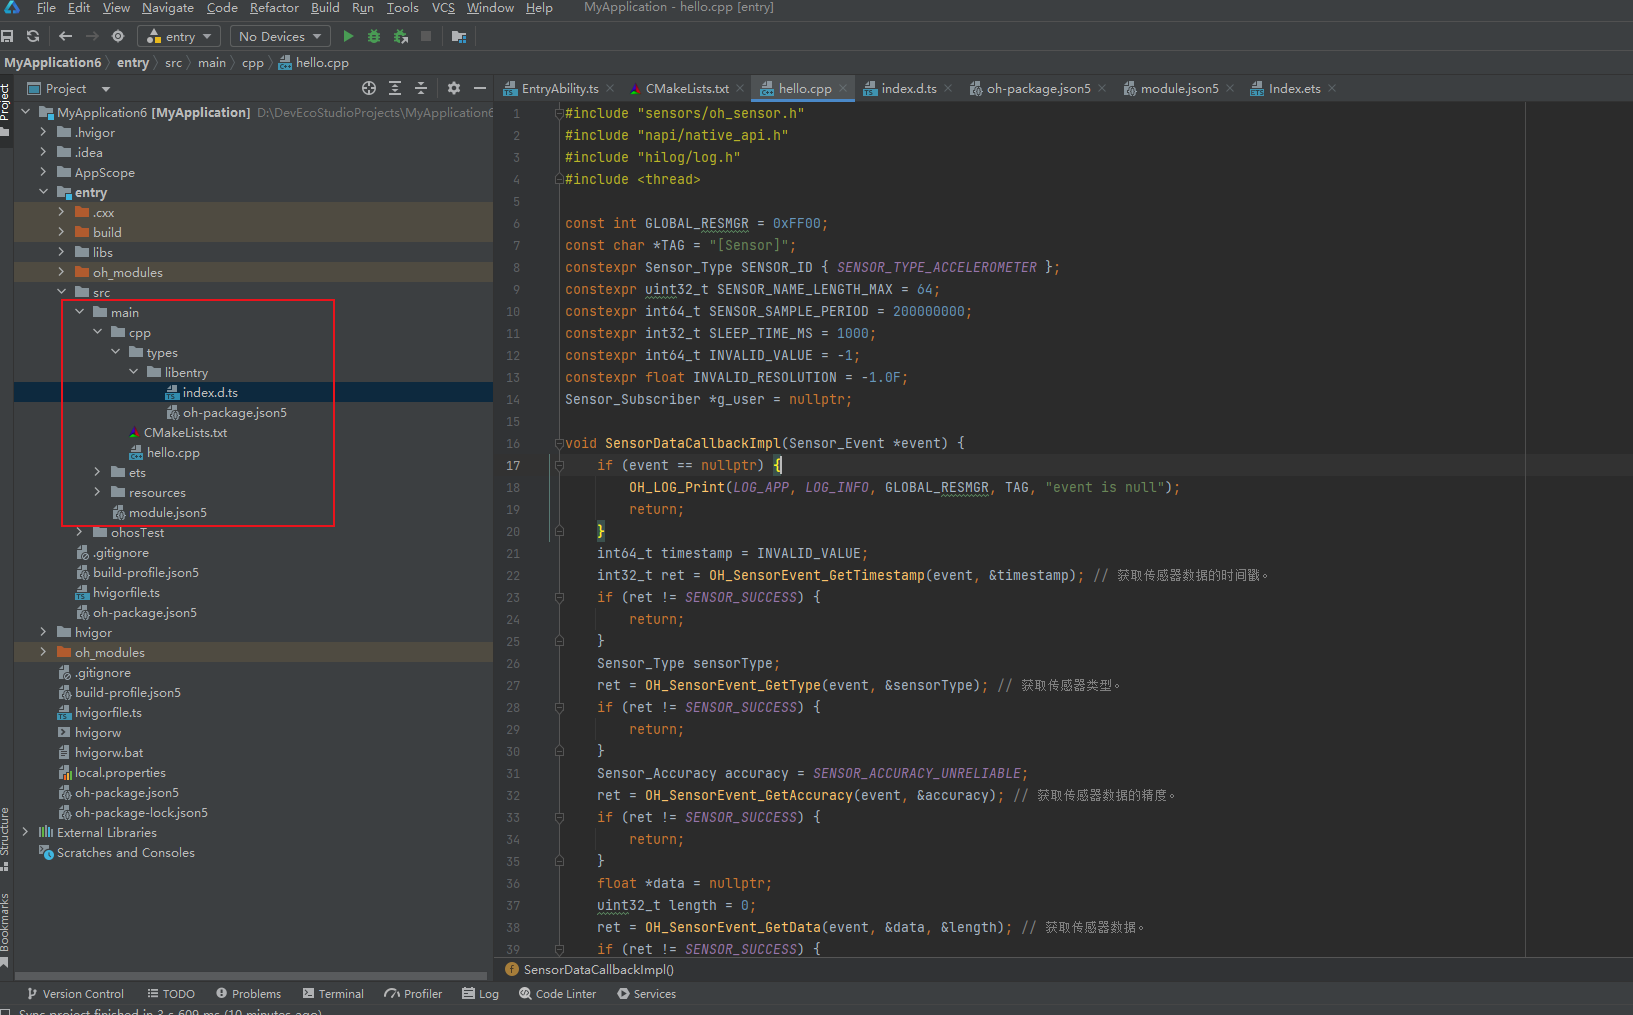 File Edit View Navigate Code Refactor Build Run Tools VCS Window Help MyApplication - hello.cpp [entry]
entry No Devices
MyApplication6 entry src main cpp hello.cpp
Project
Project
EntryAbility.ts CMakeLists.txt hello.cpp index.d.ts oh-package.json5 module.json5 Index.ets
MyApplication6 [MyApplication] D:\DevEcoStudioProjects\MyApplication6
.hvigor
.idea
AppScope
entry
.cxx
build
libs
oh_modules
src
main
cpp
types
libentry
index.d.ts
oh-package.json5
CMakeLists.txt
hello.cpp
ets
resources
module.json5
ohosTest
.gitignore
build-profile.json5
hvigorfile.ts
oh-package.json5
hvigor
oh_modules
.gitignore
build-profile.json5
hvigorfile.ts
hvigorw
hvigorw.bat
local.properties
oh-package.json5
oh-package-lock.json5
External Libraries
Scratches and Consoles
Structure
Bookmarks
1 #include "sensors/oh_sensor.h"
2 #include "napi/native_api.h"
3 #include "hilog/log.h"
4 #include <thread>
5
6 const int GLOBAL_RESMGR = 0xFF00;
7 const char *TAG = "[Sensor]";
8 constexpr Sensor_Type SENSOR_ID { SENSOR_TYPE_ACCELEROMETER };
9 constexpr uint32_t SENSOR_NAME_LENGTH_MAX = 64;
10 constexpr int64_t SENSOR_SAMPLE_PERIOD = 200000000;
11 constexpr int32_t SLEEP_TIME_MS = 1000;
12 constexpr int64_t INVALID_VALUE = -1;
13 constexpr float INVALID_RESOLUTION = -1.0F;
14 Sensor_Subscriber *g_user = nullptr;
15
16 void SensorDataCallbackImpl(Sensor_Event *event) {
17 if (event == nullptr) {
18 OH_LOG_Print(LOG_APP, LOG_INFO, GLOBAL_RESMGR, TAG, "event is null");
19 return;
20 }
21 int64_t timestamp = INVALID_VALUE;
22 int32_t ret = OH_SensorEvent_GetTimestamp(event, &timestamp); // 获取传感器数据的时间戳。
23 if (ret != SENSOR_SUCCESS) {
24 return;
25 }
26 Sensor_Type sensorType;
27 ret = OH_SensorEvent_GetType(event, &sensorType); // 获取传感器类型。
28 if (ret != SENSOR_SUCCESS) {
29 return;
30 }
31 Sensor_Accuracy accuracy = SENSOR_ACCURACY_UNRELIABLE;
32 ret = OH_SensorEvent_GetAccuracy(event, &accuracy); // 获取传感器数据的精度。
33 if (ret != SENSOR_SUCCESS) {
34 return;
35 }
36 float *data = nullptr;
37 uint32_t length = 0;
38 ret = OH_SensorEvent_GetData(event, &data, &length); // 获取传感器数据。
39 if (ret != SENSOR_SUCCESS) {
SensorDataCallbackImpl()
Version Control TODO Problems Terminal Profiler Log Code Linter Services
Sync project finished in 3 s 609 ms (10 minutes ago)